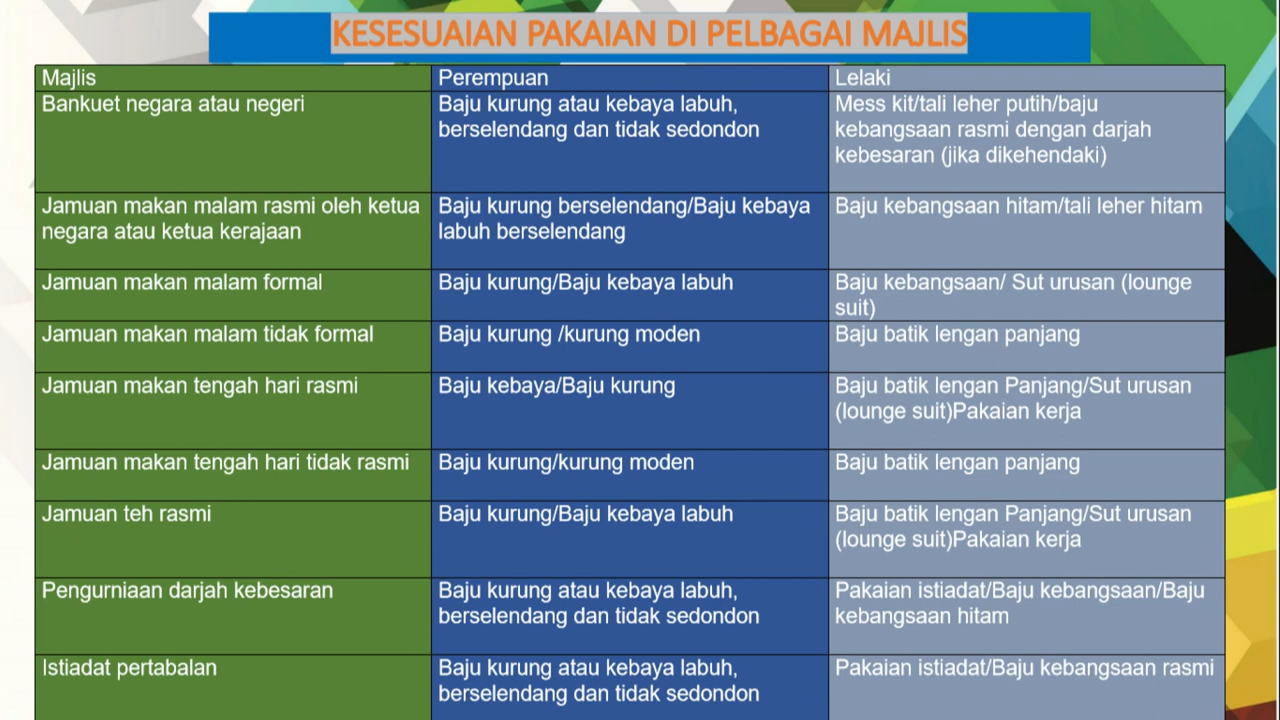 KESESUAIAN PAKAIAN DI PELBAGAI MAJLIS
Majlis
Perempuan
Lelaki
Bankuet negara atau negeri
Baju kurung atau kebaya labuh,
berselendang dan tidak sedondon
Mess kit/tali leher putih/baju
kebangsaan rasmi dengan darjah
kebesaran (jika dikehendaki)
Jamuan makan malam rasmi oleh ketua
negara atau ketua kerajaan
Baju kurung berselendang/Baju kebaya
labuh berselendang
Baju kebangsaan hitam/tali leher hitam
Jamuan makan malam formal
Baju kurung/Baju kebaya labuh
Baju kebangsaan/ Sut urusan (lounge
suit)
Jamuan makan malam tidak formal
Baju kurung /kurung moden
Baju batik lengan panjang
Jamuan makan tengah hari rasmi
Baju kebaya/Baju kurung
Baju batik lengan Panjang/Sut urusan
(lounge suit)Pakaian kerja
Jamuan makan tengah hari tidak rasmi
Baju kurung/kurung moden
Baju batik lengan panjang
Jamuan teh rasmi
Baju kurung/Baju kebaya labuh
Baju batik lengan Panjang/Sut urusan
(lounge suit)Pakaian kerja
Pengurniaan darjah kebesaran
Baju kurung atau kebaya labuh,
berselendang dan tidak sedondon
Pakaian istiadat/Baju kebangsaan/Baju
kebangsaan hitam
Istiadat pertabalan
Baju kurung atau kebaya labuh,
berselendang dan tidak sedondon
Pakaian istiadat/Baju kebangsaan rasmi